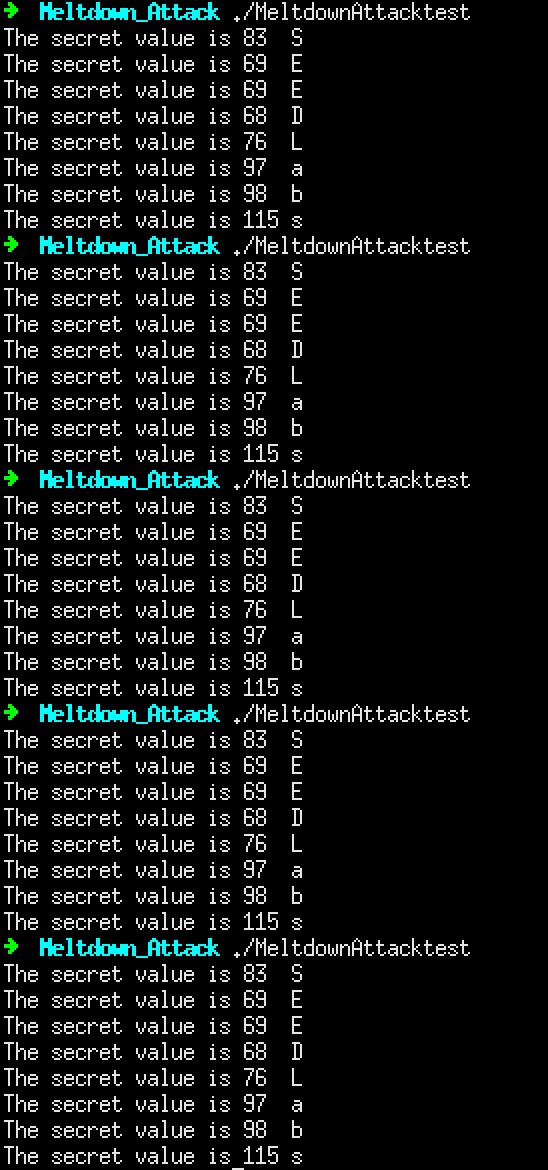 ➜  Meltdown_Attack ./MeltdownAttacktest
The secret value is 83  S
The secret value is 69  E
The secret value is 69  E
The secret value is 68  D
The secret value is 76  L
The secret value is 97  a
The secret value is 98  b
The secret value is 115 s
➜  Meltdown_Attack ./MeltdownAttacktest
The secret value is 83  S
The secret value is 69  E
The secret value is 69  E
The secret value is 68  D
The secret value is 76  L
The secret value is 97  a
The secret value is 98  b
The secret value is 115 s
➜  Meltdown_Attack ./MeltdownAttacktest
The secret value is 83  S
The secret value is 69  E
The secret value is 69  E
The secret value is 68  D
The secret value is 76  L
The secret value is 97  a
The secret value is 98  b
The secret value is 115 s
➜  Meltdown_Attack ./MeltdownAttacktest
The secret value is 83  S
The secret value is 69  E
The secret value is 69  E
The secret value is 68  D
The secret value is 76  L
The secret value is 97  a
The secret value is 98  b
The secret value is 115 s
➜  Meltdown_Attack ./MeltdownAttacktest
The secret value is 83  S
The secret value is 69  E
The secret value is 69  E
The secret value is 68  D
The secret value is 76  L
The secret value is 97  a
The secret value is 98  b
The secret value is 115 s